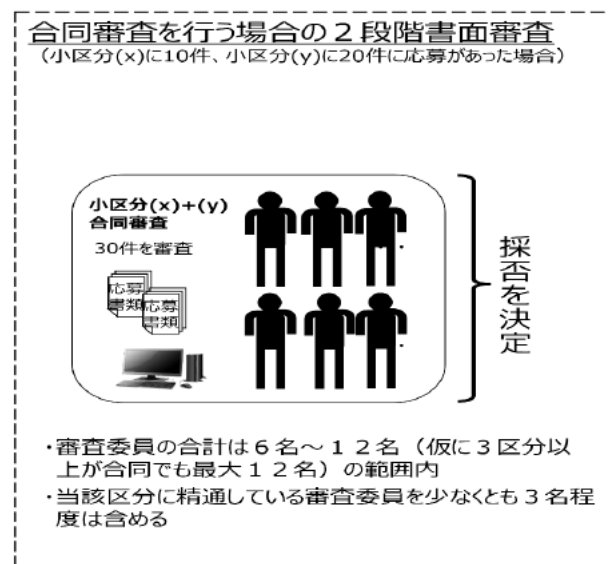 合同審査を行う場合の２段階書面審査
（小区分(x)に10件、小区分(y)に20件に応募があった場合）
小区分(x)+(y)
合同審査
30件を審査
応募
書類
応募
書類
採否を決定
・審査委員の合計は６名～１２名（仮に３区分以
上が合同でも最大１２名）の範囲内
・当該区分に精通している審査委員を少なくとも３名程
度は含める